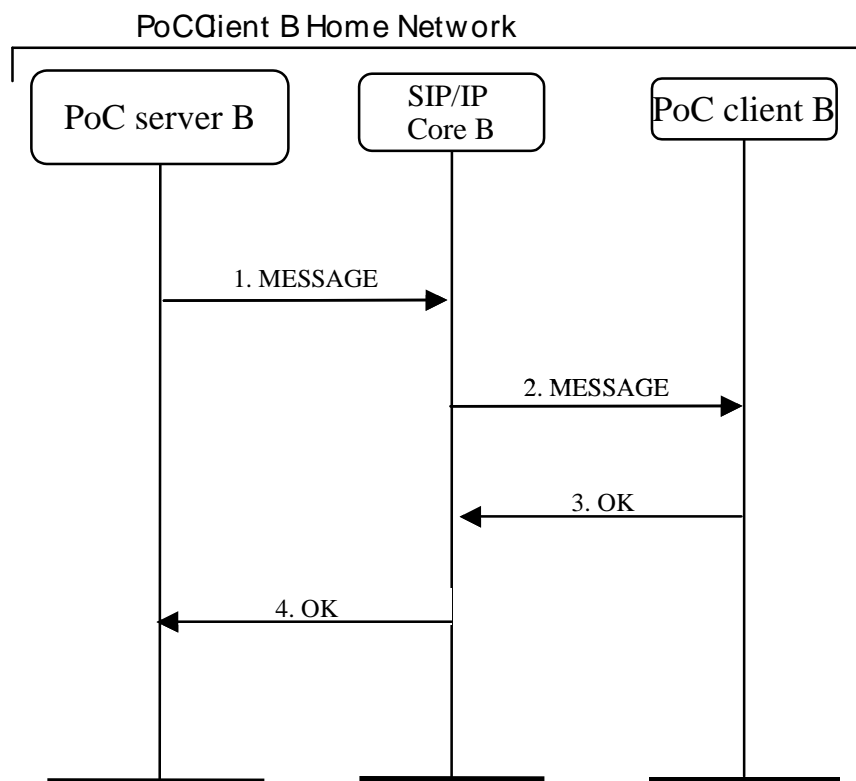 PoCClient B Home Network
PoC server B
SIP/IP
Core B
PoC client B
1. MESSAGE
2. MESSAGE
3. OK
4. OK